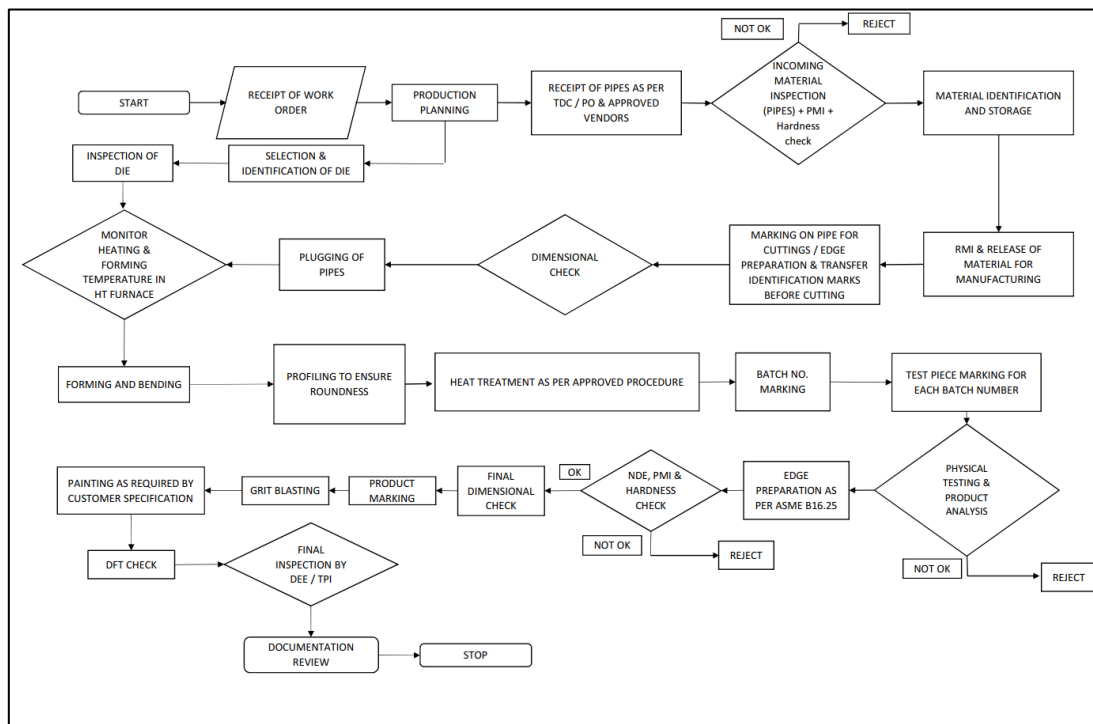 NOT OK
REJECT
START
RECEIPT OF WORK
ORDER
PRODUCTION
PLANNING
RECEIPT OF PIPES AS PER
TDC / PO & APPROVED
VENDORS
INCOMING
MATERIAL
INSPECTION
(PIPES) + PMI +
Hardness
check
MATERIAL IDENTIFICATION
AND STORAGE
INSPECTION OF
DIE
SELECTION &
IDENTIFICATION OF DIE
MONITOR
HEATING &
FORMING
TEMPERATURE IN
HT FURNACE
PLUGGING OF
PIPES
DIMENSIONAL
CHECK
MARKING ON PIPE FOR
CUTTINGS / EDGE
PREPARATION & TRANSFER
IDENTIFICATION MARKS
BEFORE CUTTING
RMI & RELEASE OF
MATERIAL FOR
MANUFACTURING
FORMING AND BENDING
PROFILING TO ENSURE
ROUNDNESS
HEAT TREATMENT AS PER APPROVED PROCEDURE
BATCH NO.
MARKING
TEST PIECE MARKING FOR
EACH BATCH NUMBER
PAINTING AS REQUIRED BY
CUSTOMER SPECIFICATION
GRIT BLASTING
PRODUCT
MARKING
FINAL
DIMENSIONAL
CHECK
OK
NDE, PMI &
HARDNESS
CHECK
EDGE
PREPARATION AS
PER ASME B16.25
PHYSICAL
TESTING &
PRODUCT
ANALYSIS
NOT OK
REJECT
NOT OK
REJECT
DFT CHECK
FINAL
INSPECTION BY
DEE / TPI
DOCUMENTATION
REVIEW
STOP